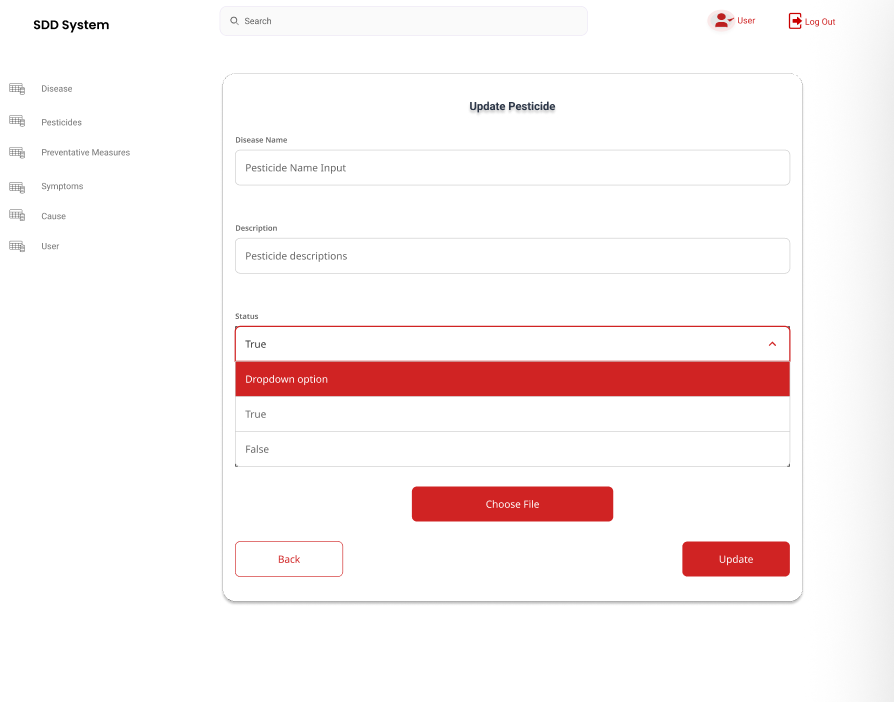 SDD System
Search
User
Log Out
Disease
Pesticides
Preventative Measures
Symptoms
Cause
User
Update Pesticide
Disease Name
Pesticide Name Input
Description
Pesticide descriptions
Status
True
Dropdown option
True
False
Choose File
Back
Update